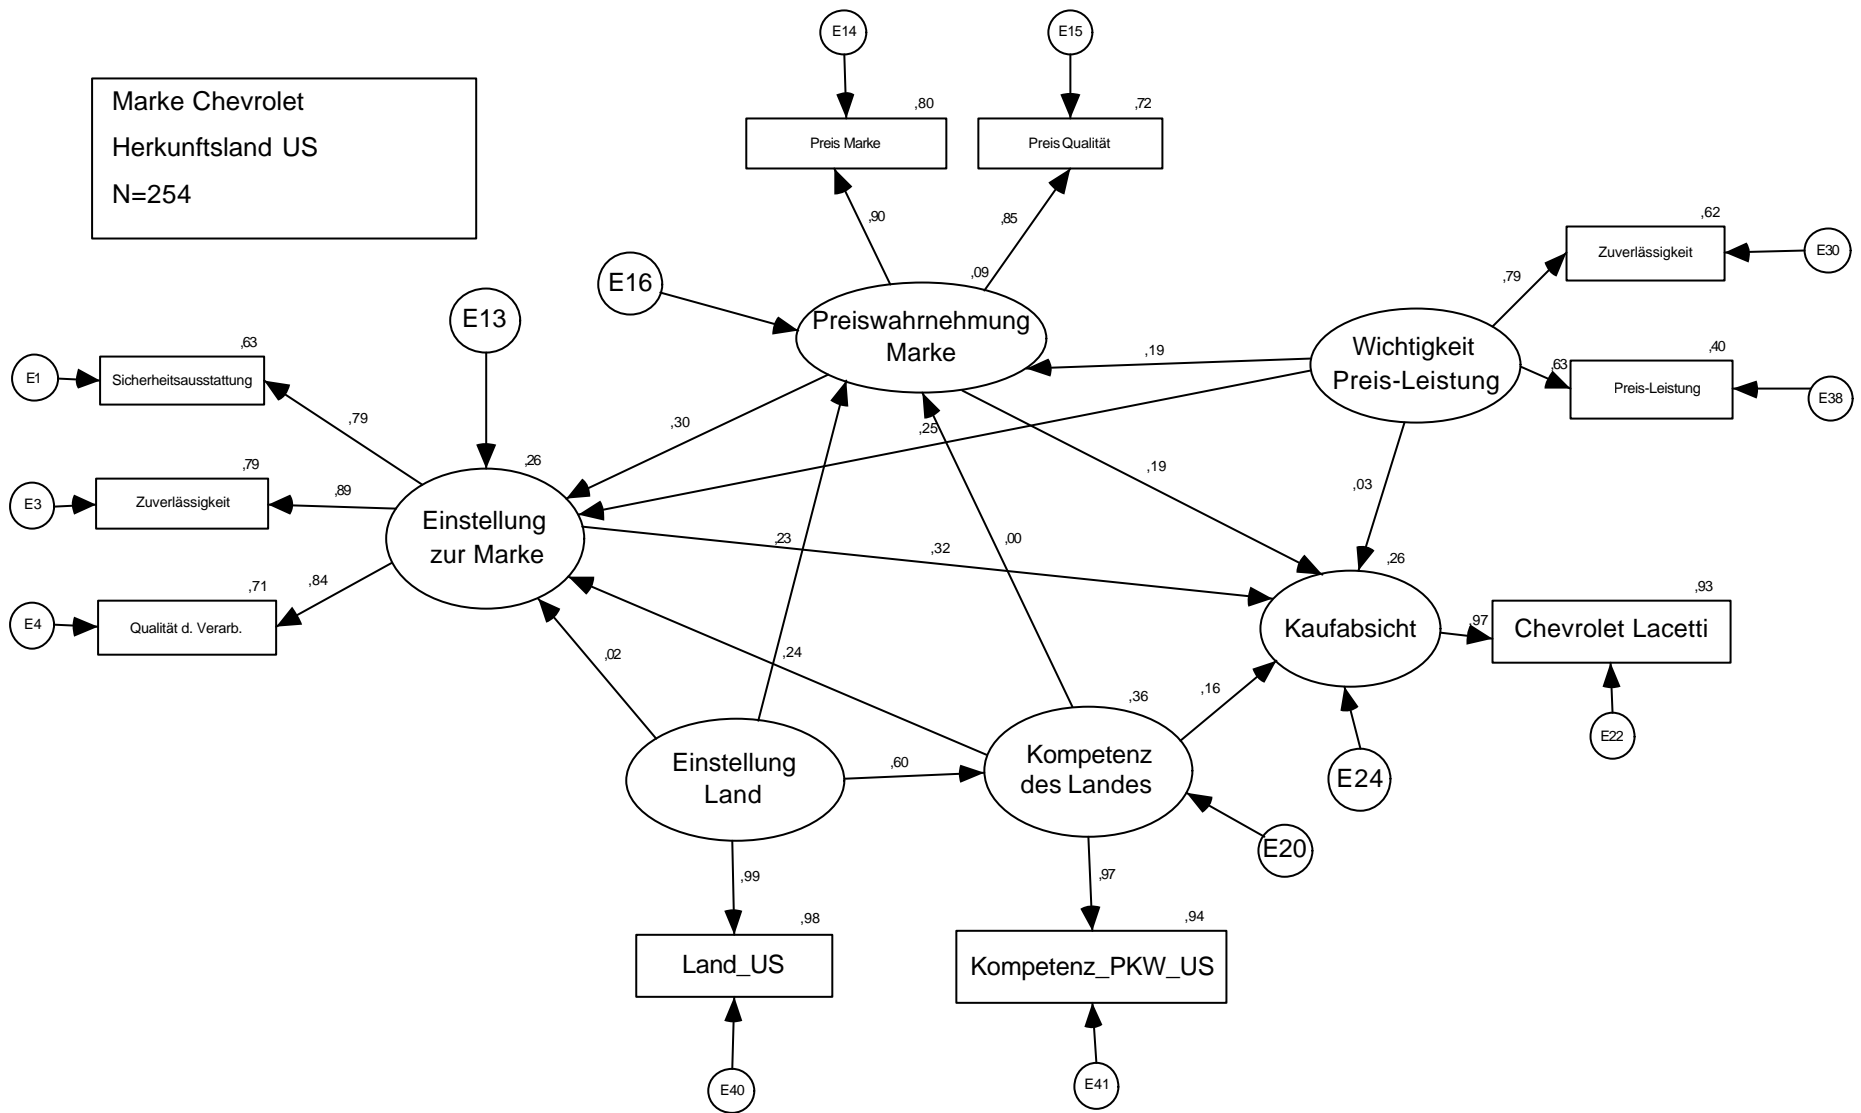 E14
E15
Marke Chevrolet
Herkunftsland US
N=254
,80
,72
Preis Marke
Preis Qualität
,90
,85
,62
Zuverlässigkeit
E30
,79
E16
,09
E13
Preiswahrnehmung
Marke
Wichtigkeit
Preis-Leistung
,19
,40
,63
Preis-Leistung
E38
,63
E1
Sicherheitsausstattung
,79
,30
,25
,79
E3
Zuverlässigkeit
,89
,26
,19
,03
Einstellung
zur Marke
,23
,32
,00
,26
,71
,84
E4
Qualität d. Verarb.
Kaufabsicht
,97
,93
Chevrolet Lacetti
,02
,24
,16
,36
E22
Einstellung
Land
,60
Kompetenz
des Landes
E24
E20
,99
,97
,98
,94
Land_US
Kompetenz_PKW_US
E40
E41